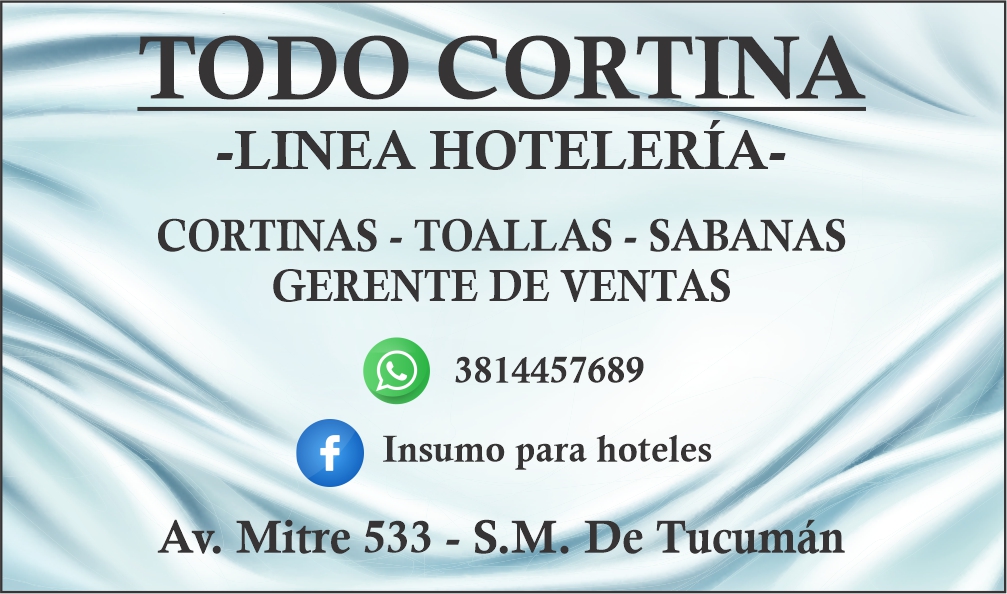 TODO CORTINA
-LINEA HOTELERÍA-
CORTINAS - TOALLAS - SABANAS
GERENTE DE VENTAS
3814457689
Insumo para hoteles
Av. Mitre 533 - S.M. De Tucumán